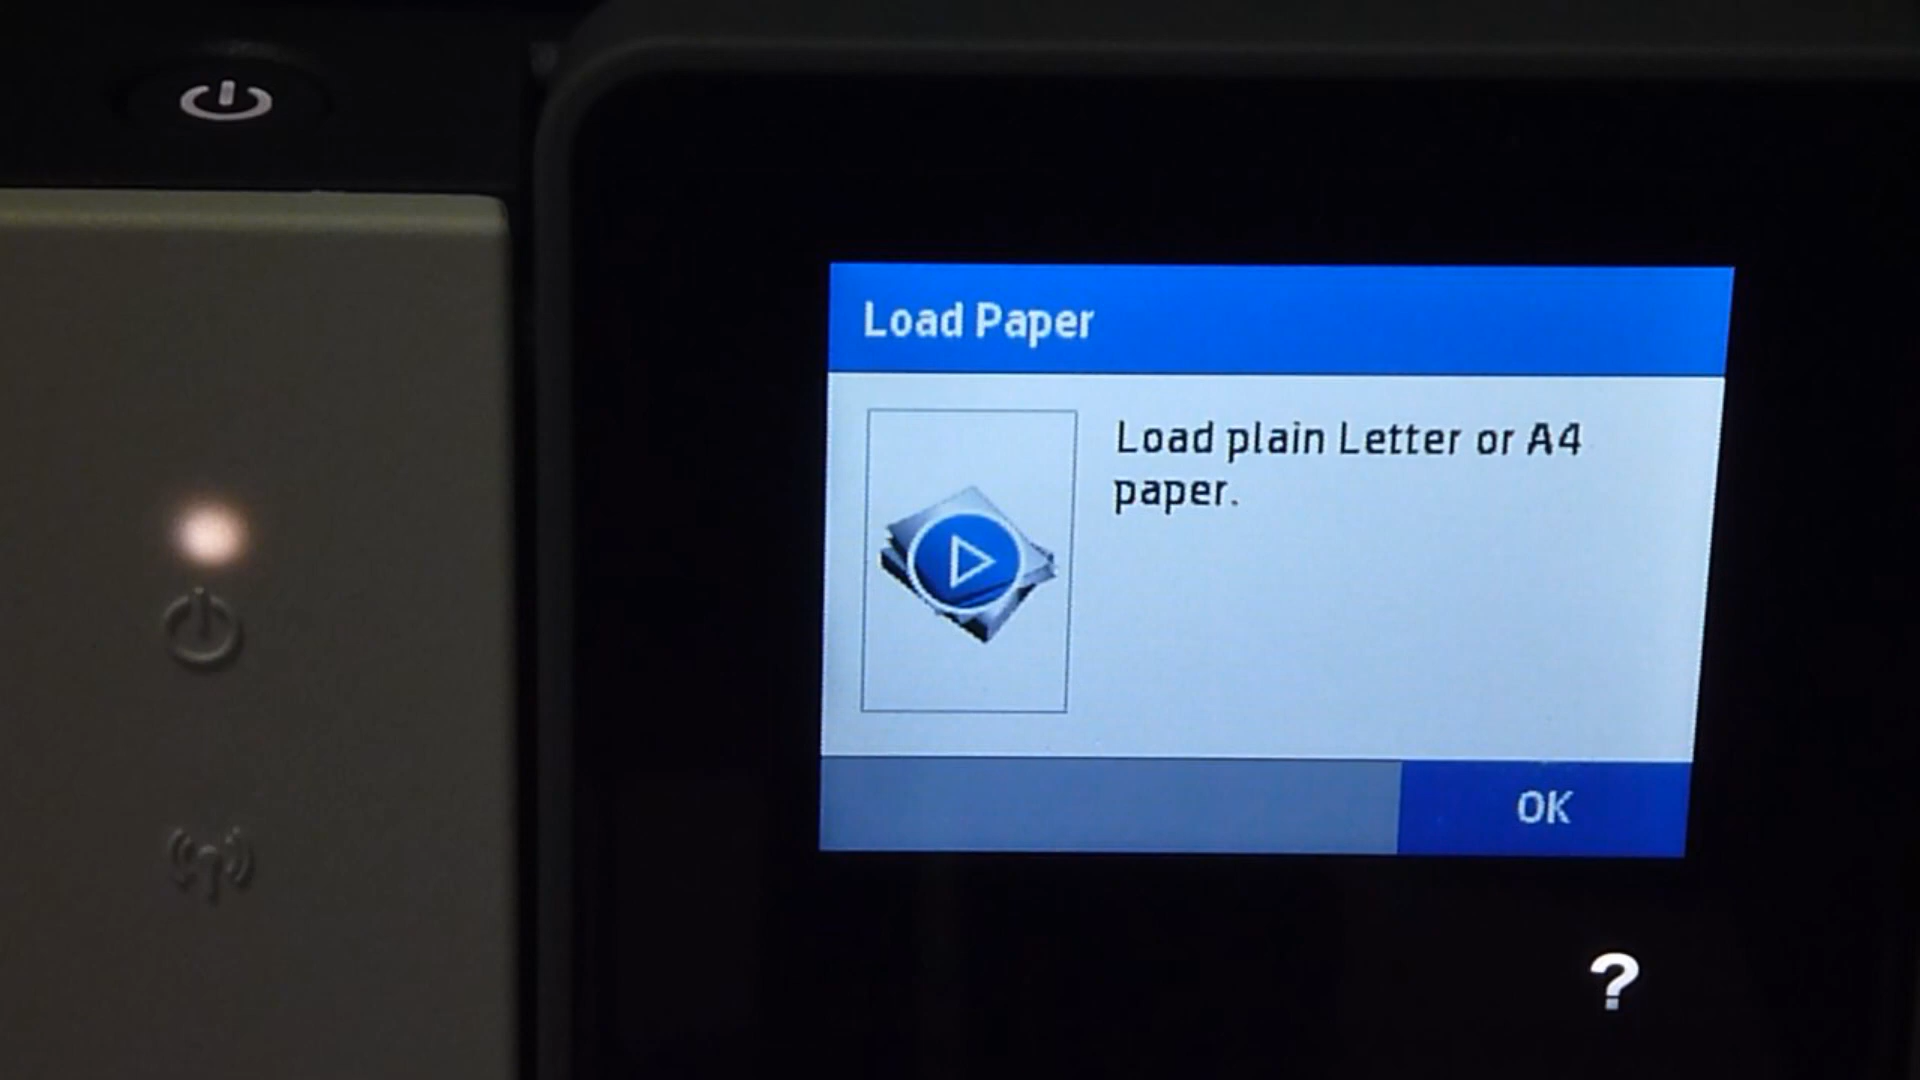 Load Paper
Load plain Letter or A4
paper.
OK
?